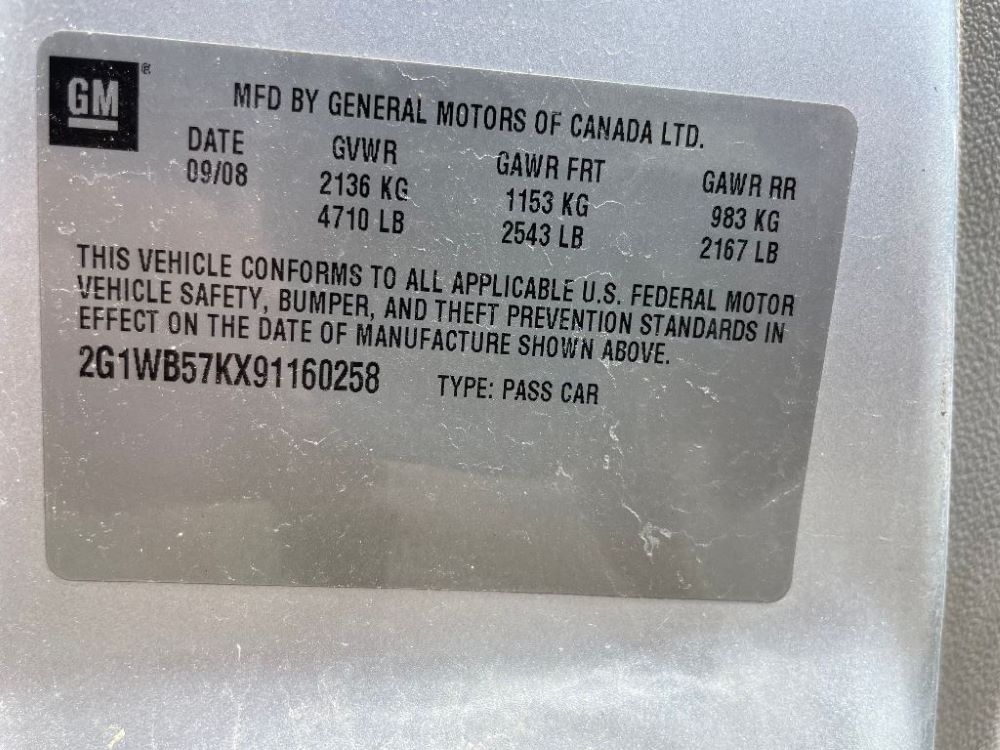 GM®
MFD BY GENERAL MOTORS OF CANADA LTD.
DATE GVWR GAWR FRT GAWR RR
09/08 2136 KG 1153 KG 983 KG
4710 LB 2543 LB 2167 LB
THIS VEHICLE CONFORMS TO ALL APPLICABLE U.S. FEDERAL MOTOR
VEHICLE SAFETY, BUMPER, AND THEFT PREVENTION STANDARDS IN
EFFECT ON THE DATE OF MANUFACTURE SHOWN ABOVE.
2G1WB57KX91160258 TYPE: PASS CAR